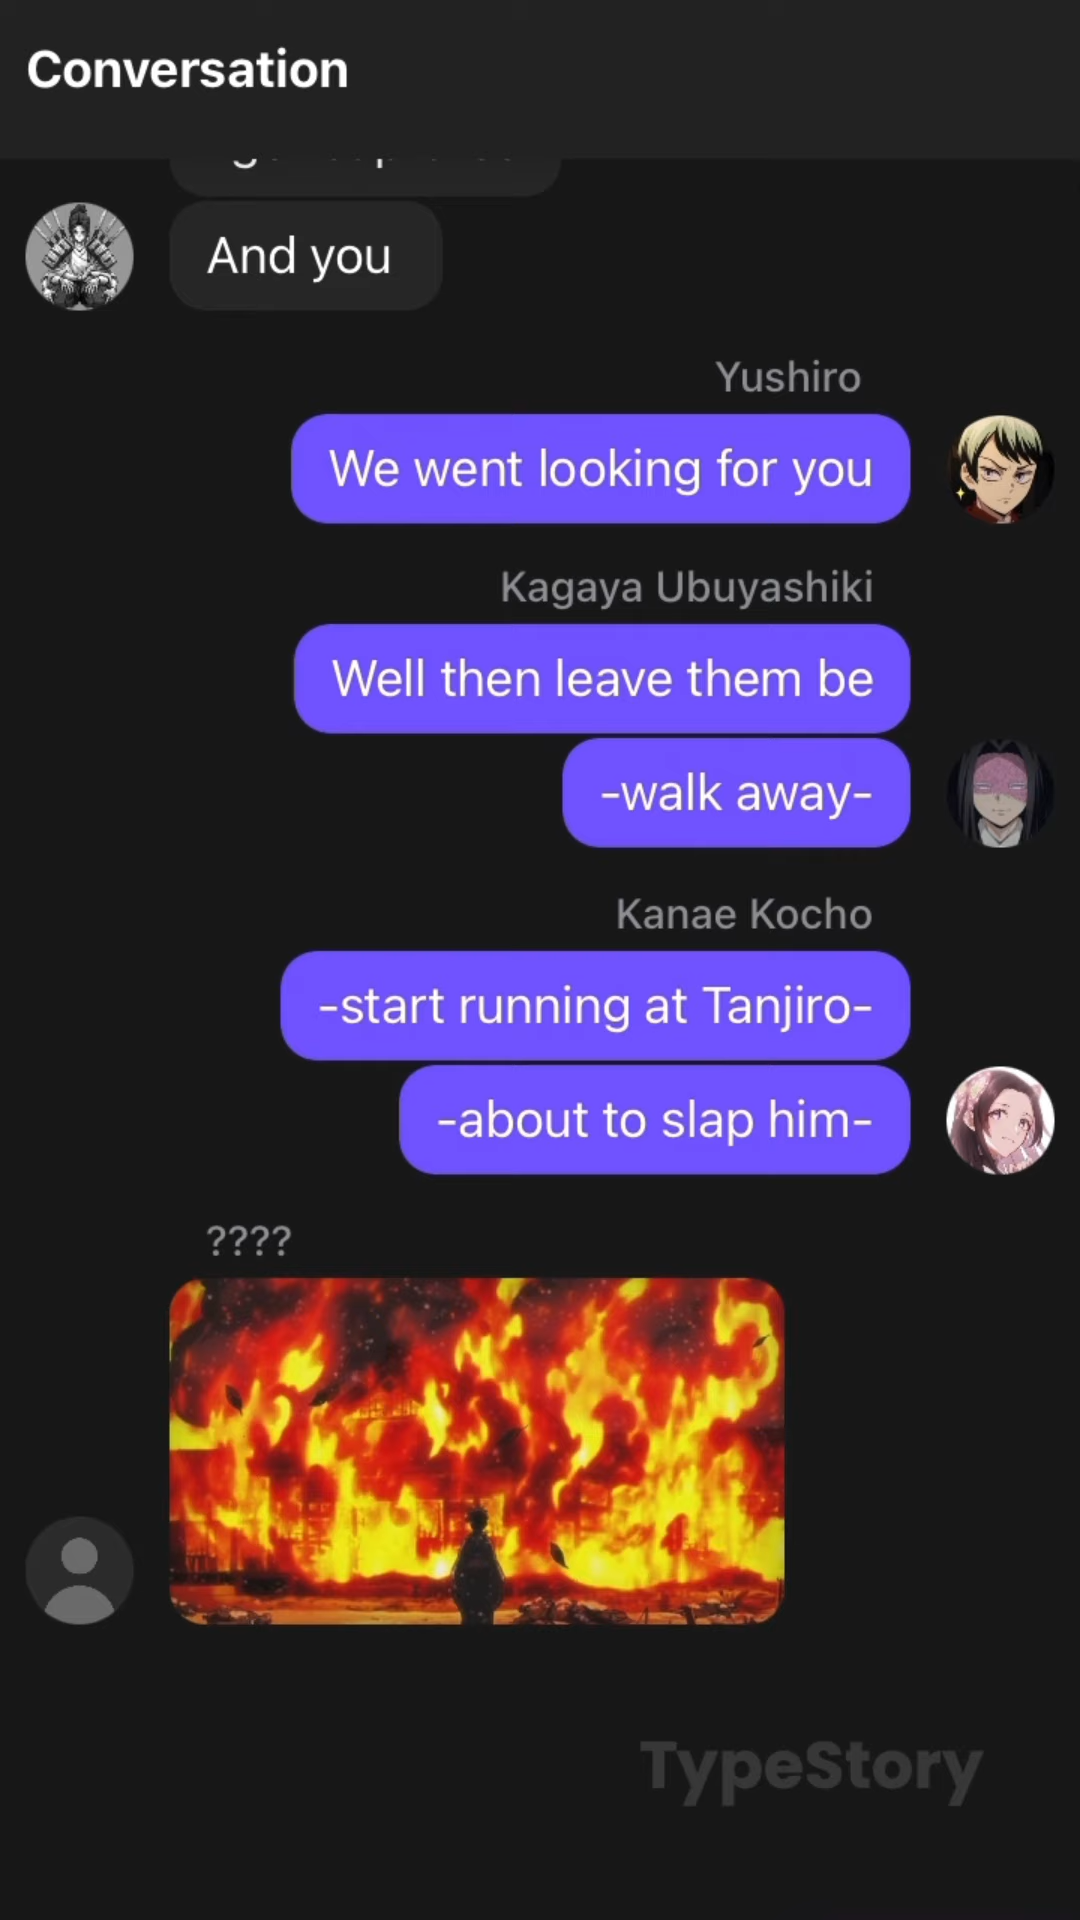 Conversation
And you
Yushiro
We went looking for you
Kagaya Ubuyashiki
Well then leave them be
-walk away-
Kanae Kocho
-start running at Tanjiro-
-about to slap him-
????
TypeStory